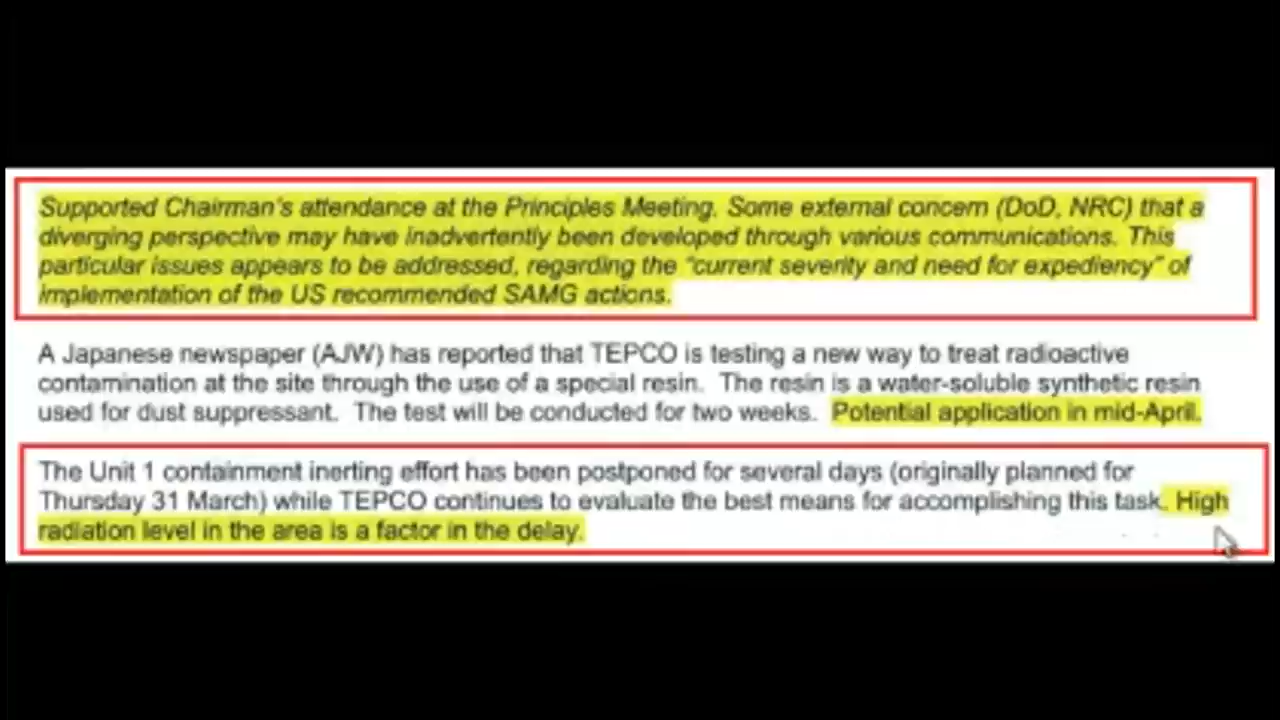 Supported Chairman's attendance at the Principles Meeting. Some external concern (DoD, NRC) that a
diverging perspective may have inadvertently been developed through various communications. This
particular issues appears to be addressed, regarding the "current severity and need for expediency" of
implementation of the US recommended SAMG actions.
A Japanese newspaper (AJW) has reported that TEPCO is testing a new way to treat radioactive
contamination at the site through the use of a special resin. The resin is a water-soluble synthetic resin
used for dust suppressant. The test will be conducted for two weeks. Potential application in mid-April.
The Unit 1 containment inerting effort has been postponed for several days (originally planned for
Thursday 31 March) while TEPCO continues to evaluate the best means for accomplishing this task. High
radiation level in the area is a factor in the delay.